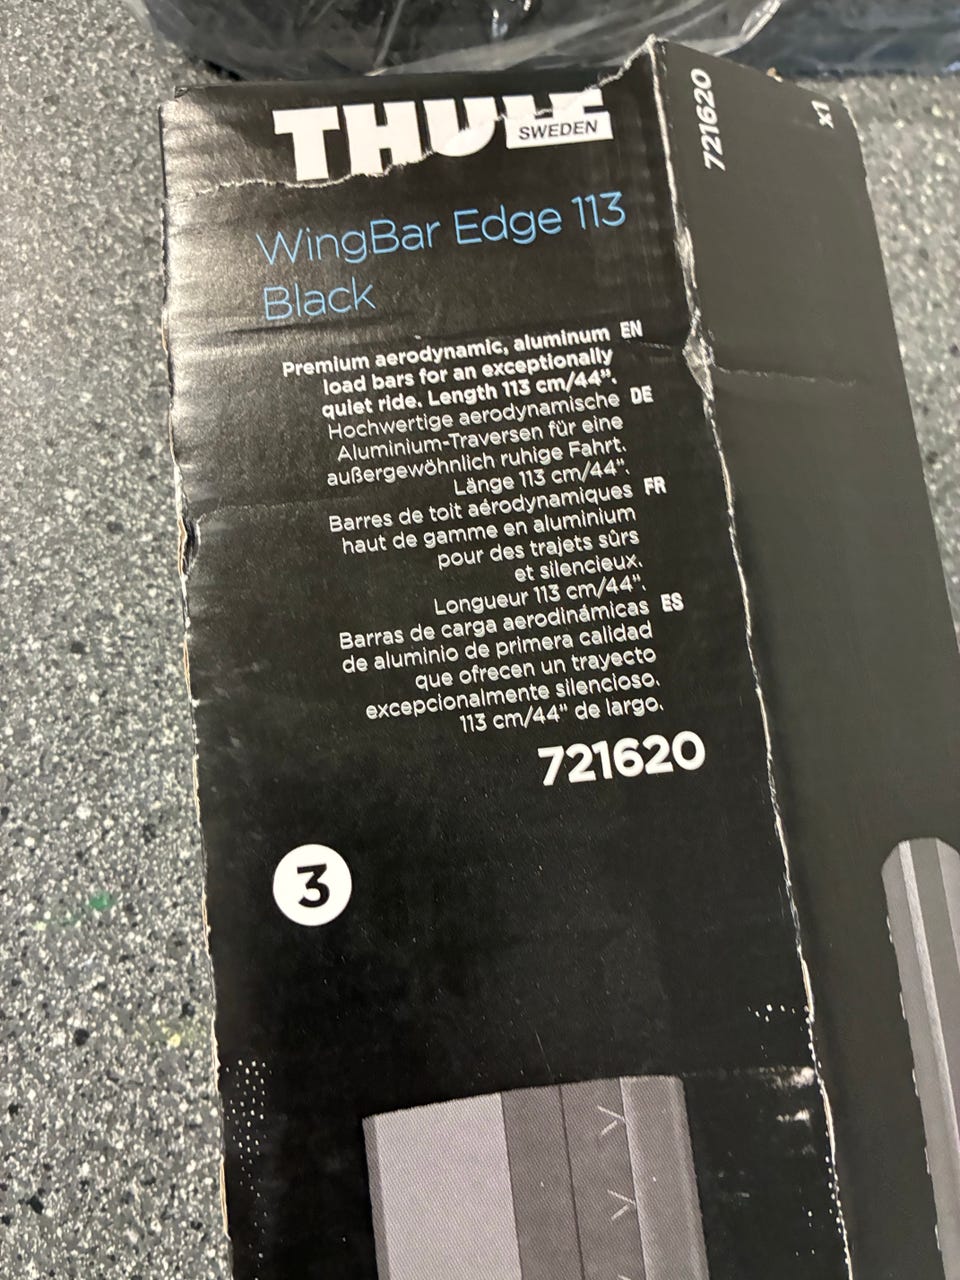 THULE
SWEDEN
WingBar Edge 113
Black
Premium aerodynamic, aluminum EN
load bars for an exceptionally
quiet ride. Length 113 cm/44".
Hochwertige aerodynamische DE
Aluminium-Traversen für eine
außergewöhnlich ruhige Fahrt.
Länge 113 cm/44".
Barres de toit aérodynamiques FR
haut de gamme en aluminium
pour des trajets sûrs
et silencieux.
Longueur 113 cm/44".
Barras de carga aerodinámicas ES
de aluminio de primera calidad
que ofrecen un trayecto
excepcionalmente silencioso.
113 cm/44" de largo.
721620
3
721620
x1